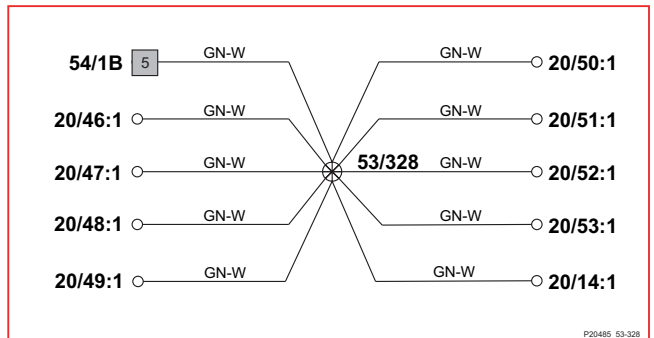 54/1B 5 GN-W GN-W 20/50:1
20/46:1 GN-W GN-W 20/51:1
20/47:1 GN-W 53/328 GN-W 20/52:1
20/48:1 GN-W GN-W 20/53:1
20/49:1 GN-W GN-W 20/14:1
P20485_53-328